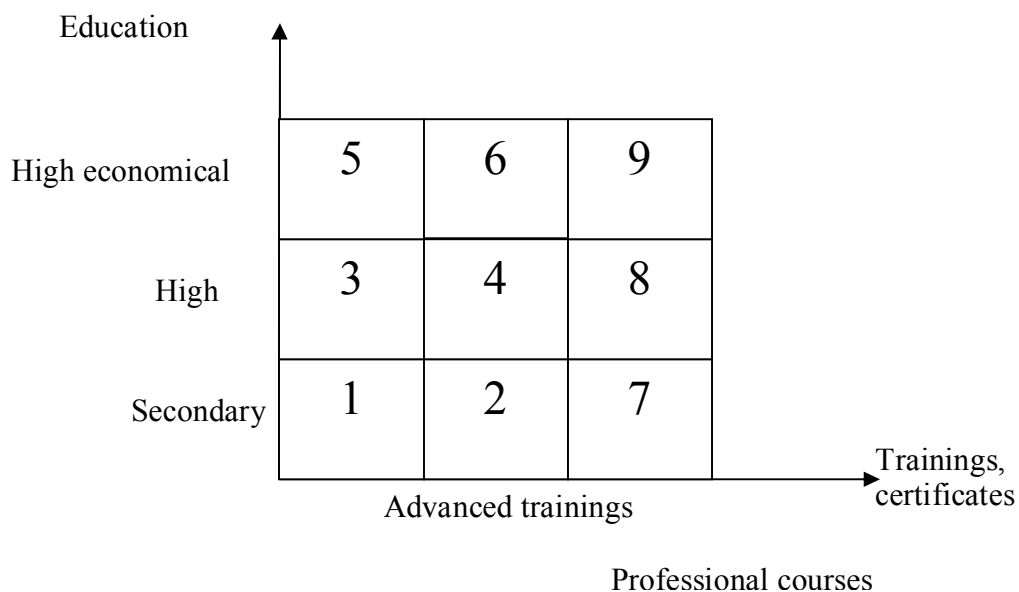 Education
High economical
5 6 9
High
3 4 8
Secondary
1 2 7
Trainings,
certificates
Advanced trainings
Professional courses